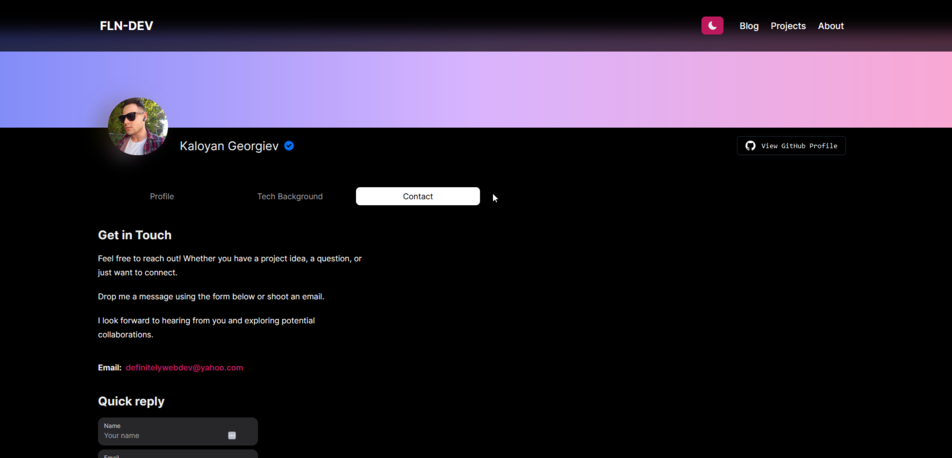 FLN-DEV
Blog Projects About
Kaloyan Georgiev
View GitHub Profile
Profile Tech Background Contact
Get in Touch
Feel free to reach out! Whether you have a project idea, a question, or
just want to connect.
Drop me a message using the form below or shoot an email.
I look forward to hearing from you and exploring potential
collaborations.
Email: definitelywebdev@yahoo.com
Quick reply
Name
Your name
Email